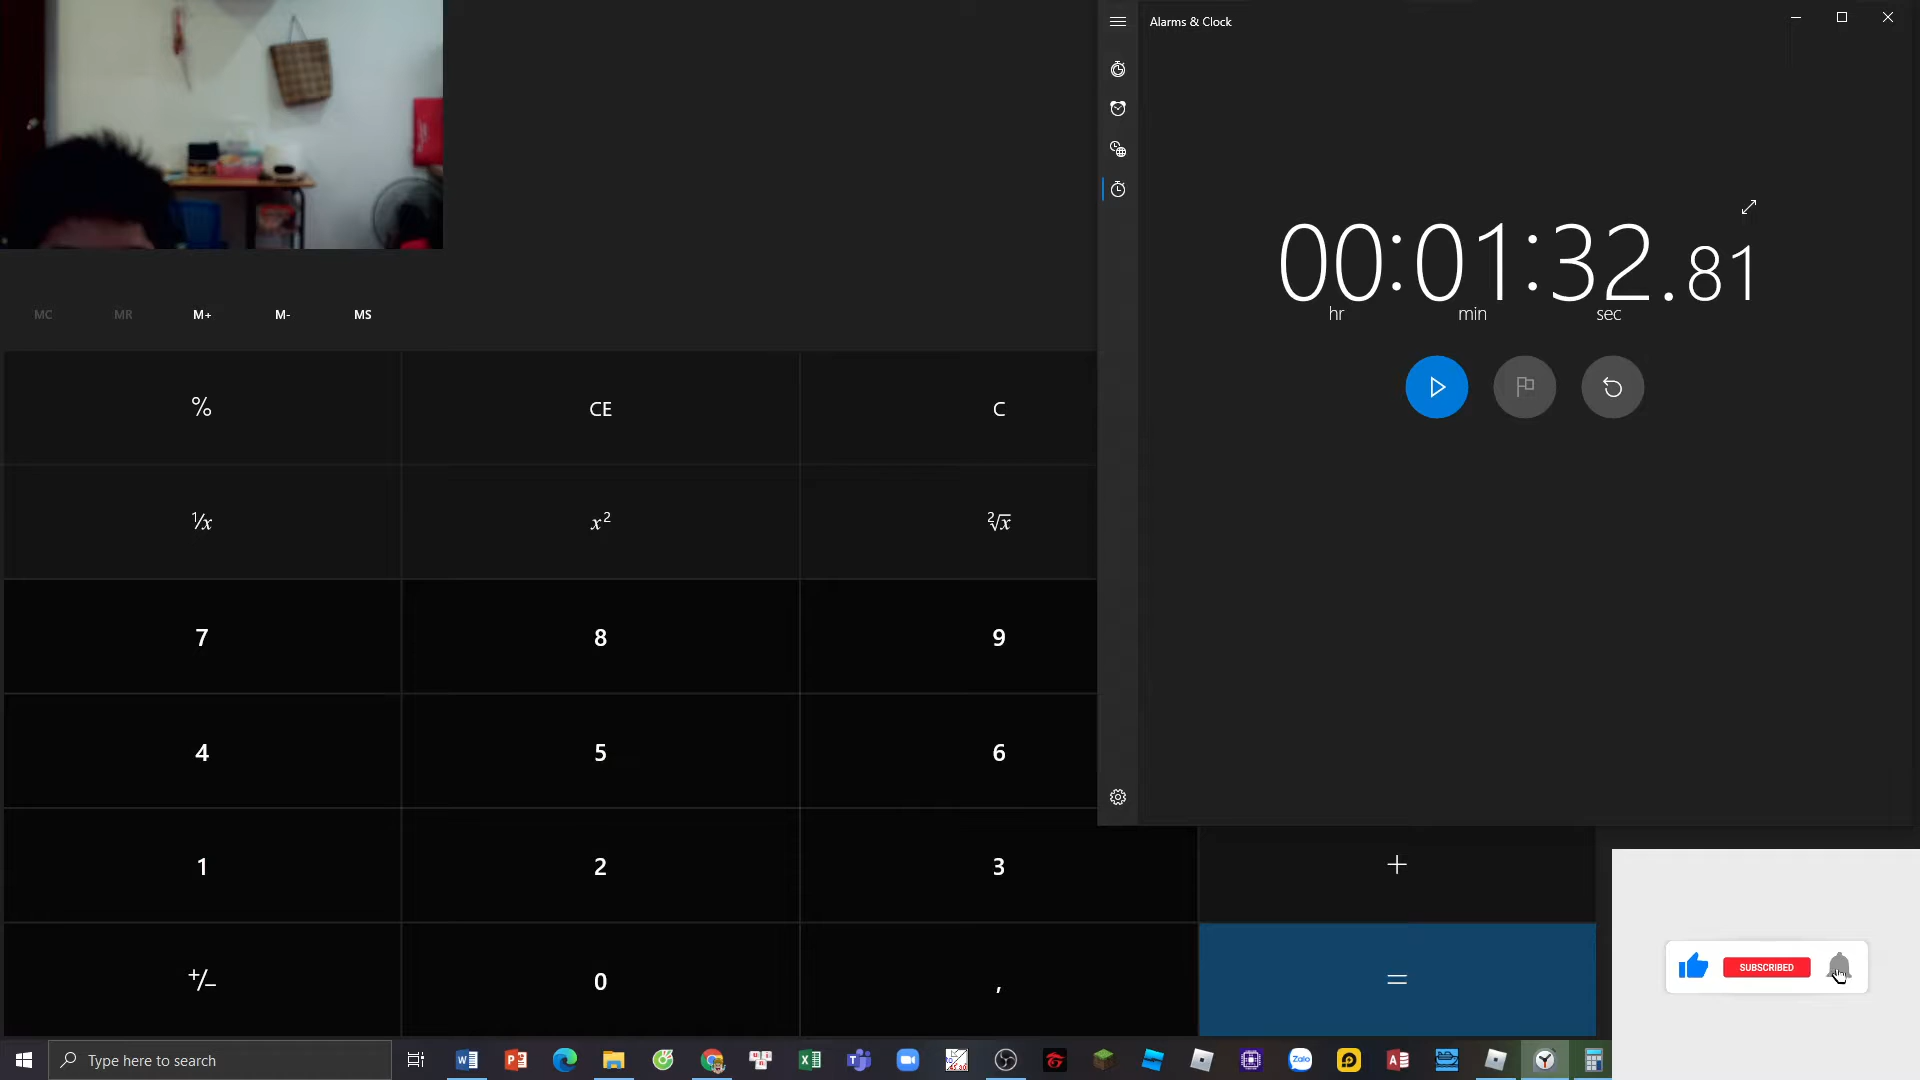 Alarms & Clock
00:01:32.81
hr min sec
MC MR M+ M- MS
% CE C
1/x x² ²√x
7 8 9
4 5 6
1 2 3 +
+/− 0 , =
SUBSCRIBED
Type here to search
Zalo